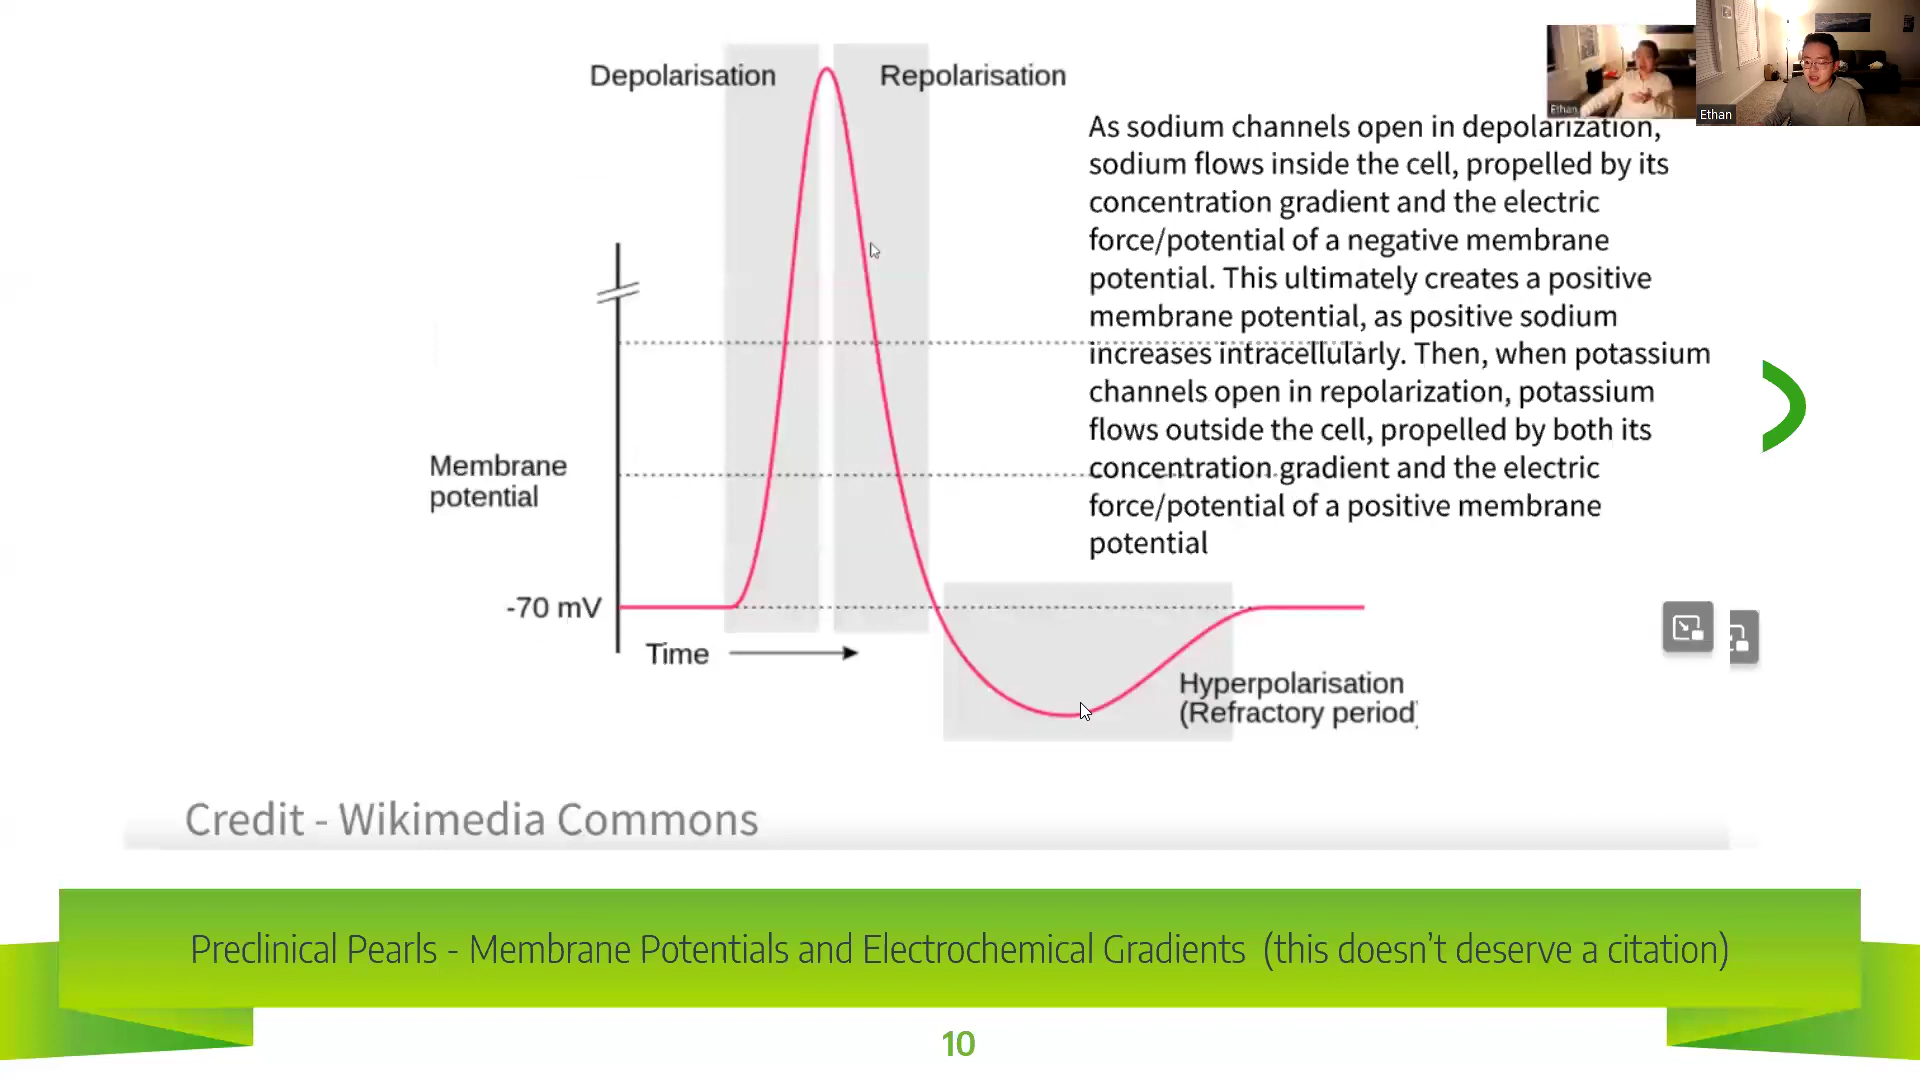 Depolarisation
Repolarisation
Ethan
Ethan
As sodium channels open in depolarization,
sodium flows inside the cell, propelled by its
concentration gradient and the electric
force/potential of a negative membrane
potential. This ultimately creates a positive
membrane potential, as positive sodium
increases intracellularly. Then, when potassium
channels open in repolarization, potassium
flows outside the cell, propelled by both its
concentration gradient and the electric
force/potential of a positive membrane
potential
Membrane
potential
-70 mV
Time
Hyperpolarisation
(Refractory period)
Credit - Wikimedia Commons
Preclinical Pearls - Membrane Potentials and Electrochemical Gradients (this doesn't deserve a citation)
10